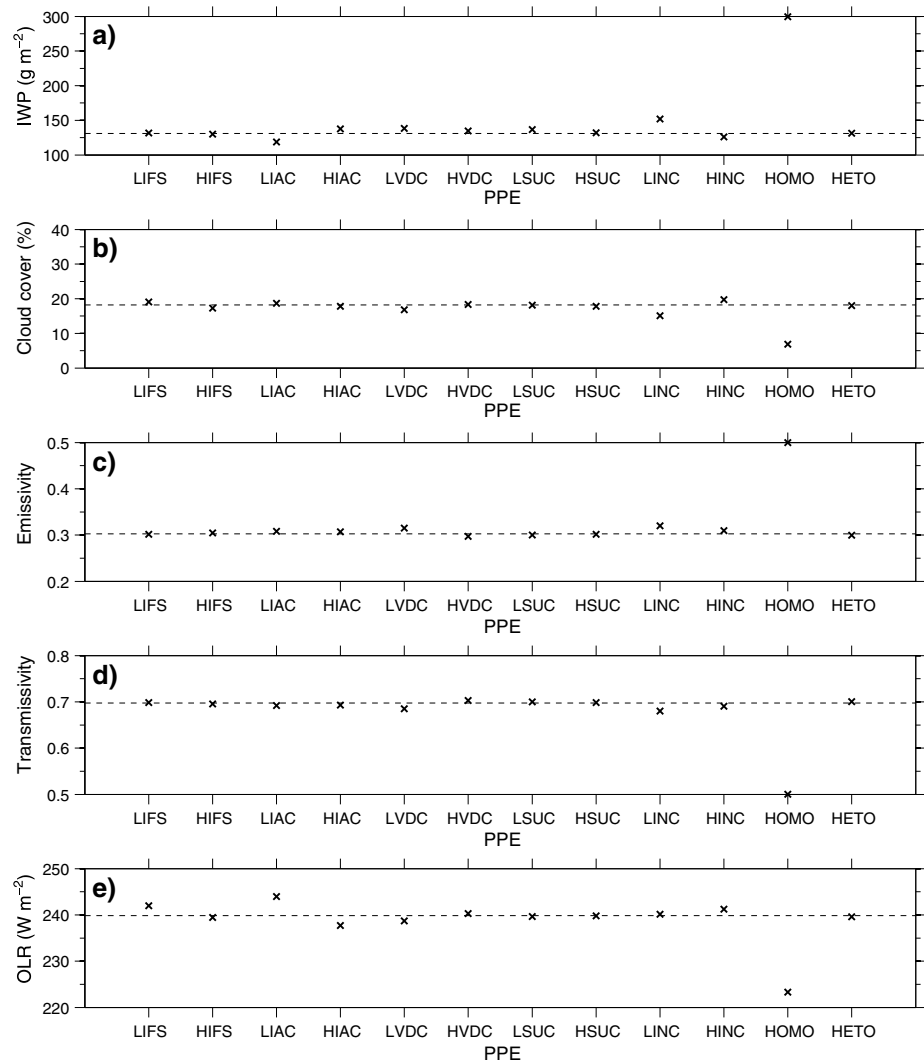 a)
IWP (g m−2)
300
250
200
150
100
LIFS HIFS LIAC HIAC LVDC HVDC LSUC HSUC LINC HINC HOMO HETO
PPE
b)
Cloud cover (%)
40
30
20
10
0
LIFS HIFS LIAC HIAC LVDC HVDC LSUC HSUC LINC HINC HOMO HETO
PPE
c)
Emissivity
0.5
0.4
0.3
0.2
LIFS HIFS LIAC HIAC LVDC HVDC LSUC HSUC LINC HINC HOMO HETO
PPE
d)
Transmissivity
0.8
0.7
0.6
0.5
LIFS HIFS LIAC HIAC LVDC HVDC LSUC HSUC LINC HINC HOMO HETO
PPE
e)
OLR (W m−2)
250
240
230
220
LIFS HIFS LIAC HIAC LVDC HVDC LSUC HSUC LINC HINC HOMO HETO
PPE